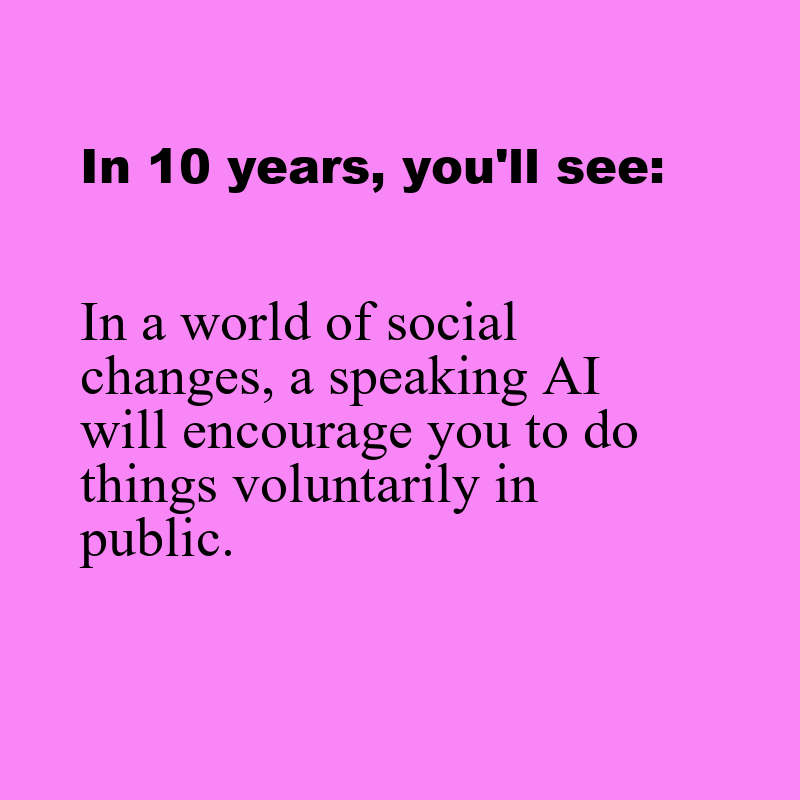 In 10 years, you'll see:
In a world of social
changes, a speaking AI
will encourage you to do
things voluntarily in
public.